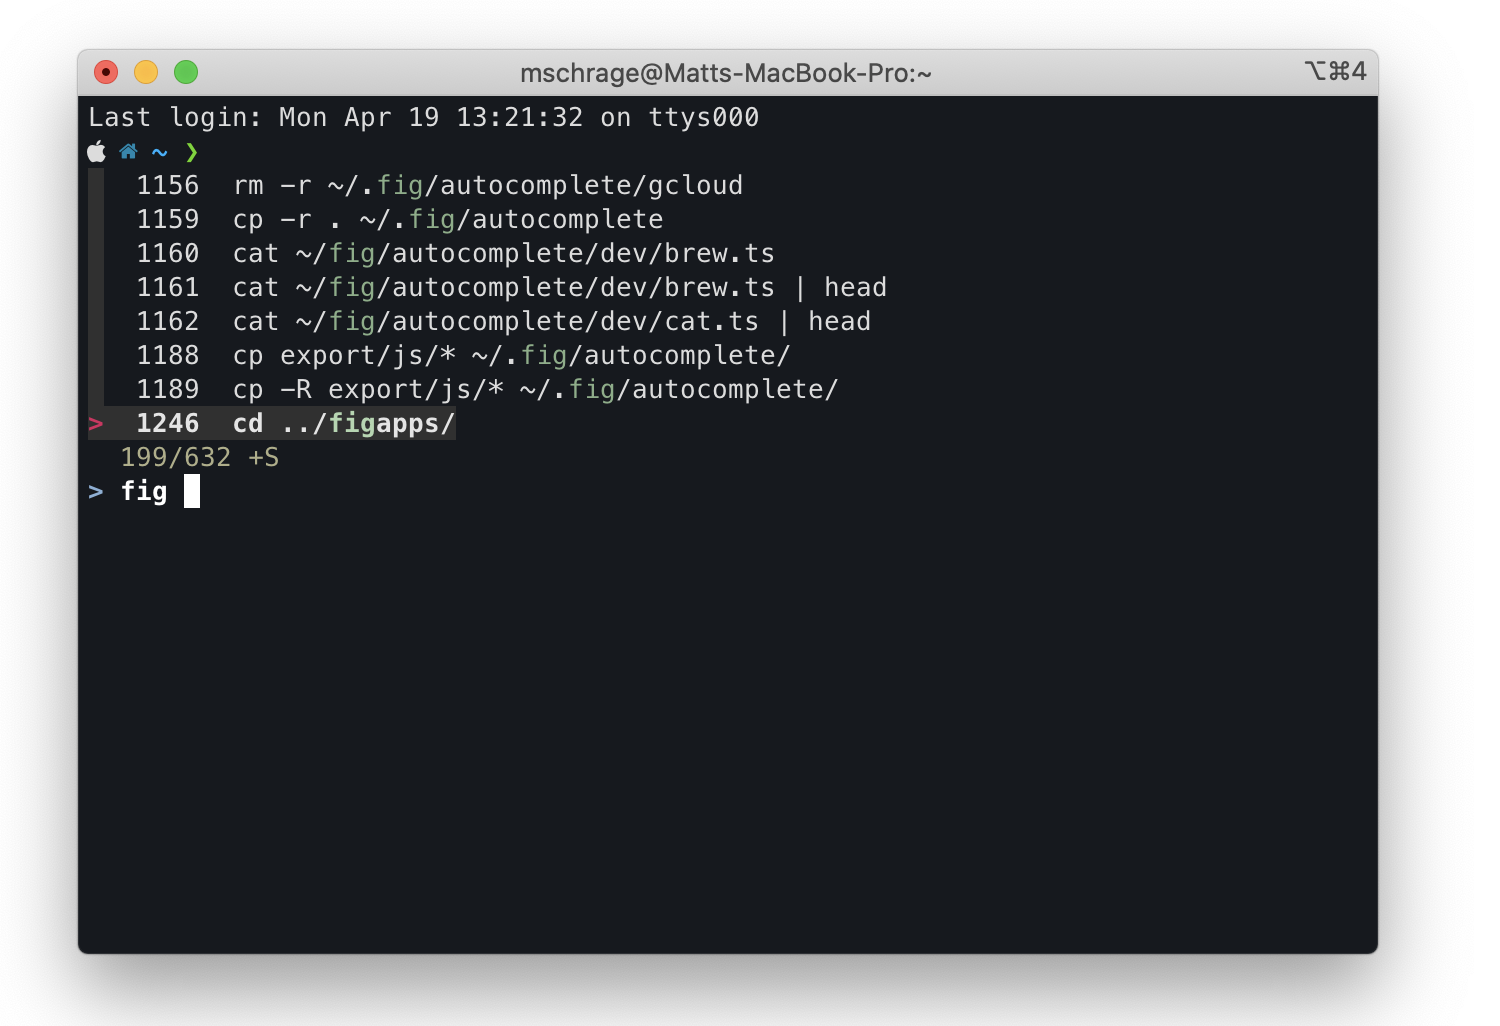 mschrage@Matts-MacBook-Pro:~
⌥⌘4
Last login: Mon Apr 19 13:21:32 on ttys000
~ ❯
1156  rm -r ~/.fig/autocomplete/gcloud
1159  cp -r . ~/.fig/autocomplete
1160  cat ~/fig/autocomplete/dev/brew.ts
1161  cat ~/fig/autocomplete/dev/brew.ts | head
1162  cat ~/fig/autocomplete/dev/cat.ts | head
1188  cp export/js/* ~/.fig/autocomplete/
1189  cp -R export/js/* ~/.fig/autocomplete/
> 1246  cd ../figapps/
199/632 +S
> fig